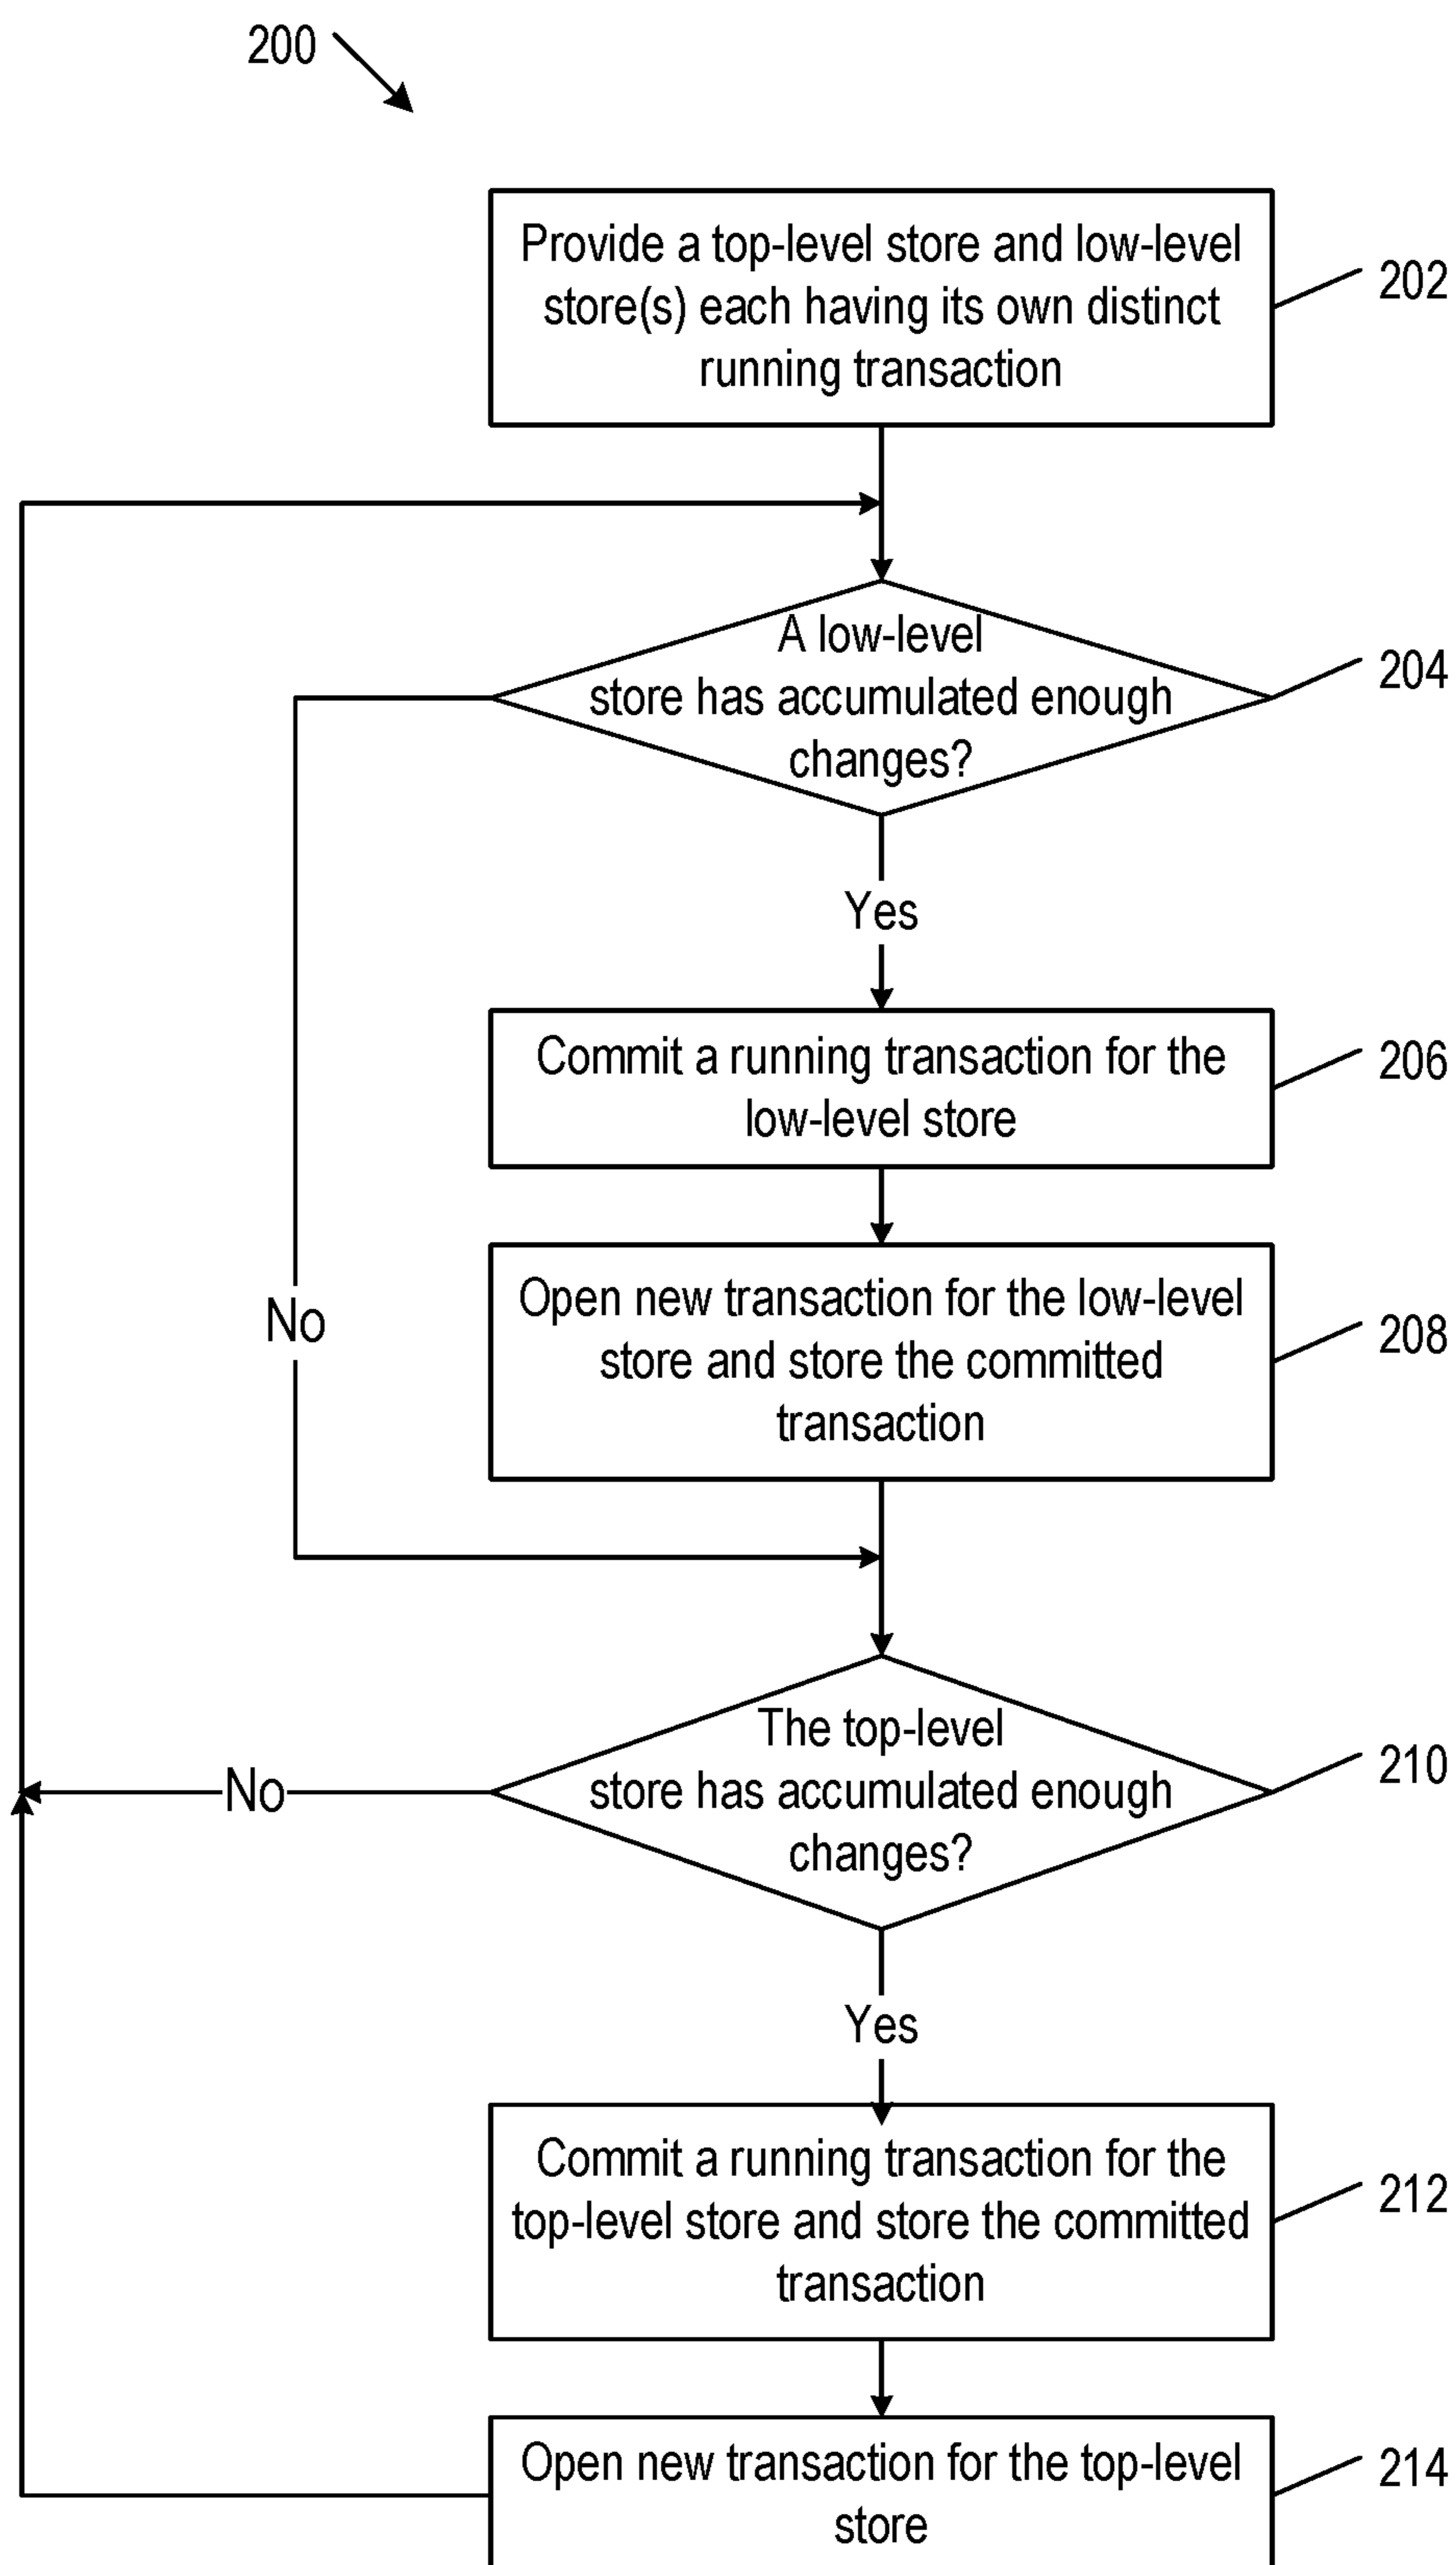 200
Provide a top-level store and low-level
store(s) each having its own distinct
running transaction
202
A low-level
store has accumulated enough
changes?
204
Yes
Commit a running transaction for the
low-level store
206
Open new transaction for the low-level
store and store the committed
transaction
208
No
The top-level
store has accumulated enough
changes?
210
No
Yes
Commit a running transaction for the
top-level store and store the committed
transaction
212
Open new transaction for the top-level
store
214